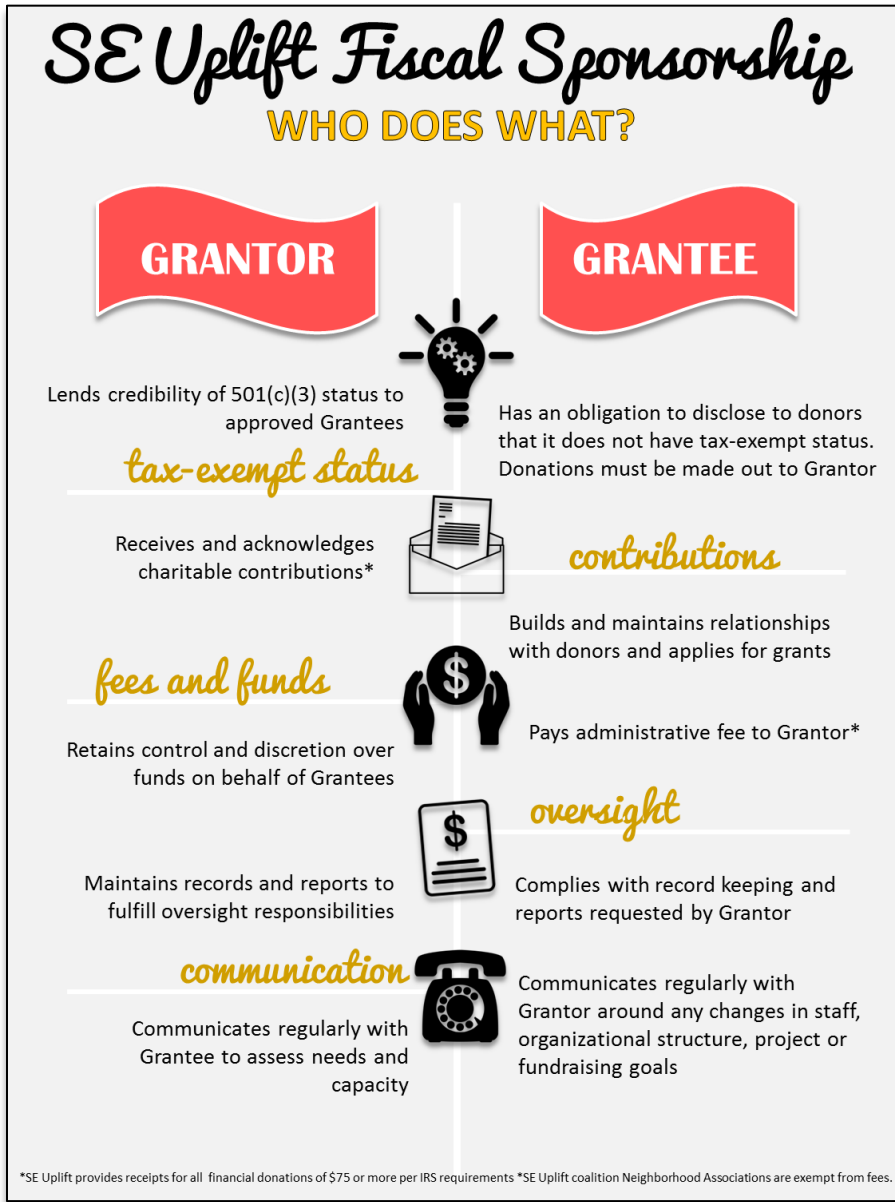 SE Uplift Fiscal Sponsorship
WHO DOES WHAT?
GRANTOR
GRANTEE
Lends credibility of 501(c)(3) status to
approved Grantees
Has an obligation to disclose to donors
that it does not have tax-exempt status.
Donations must be made out to Grantor
tax-exempt status
Receives and acknowledges
charitable contributions*
contributions
Builds and maintains relationships
with donors and applies for grants
fees and funds
$
Retains control and discretion over
funds on behalf of Grantees
Pays administrative fee to Grantor*
oversight
$
Maintains records and reports to
fulfill oversight responsibilities
Complies with record keeping and
reports requested by Grantor
communication
Communicates regularly with
Grantee to assess needs and
capacity
Communicates regularly with
Grantor around any changes in staff,
organizational structure, project or
fundraising goals
*SE Uplift provides receipts for all financial donations of $75 or more per IRS requirements *SE Uplift coalition Neighborhood Associations are exempt from fees.